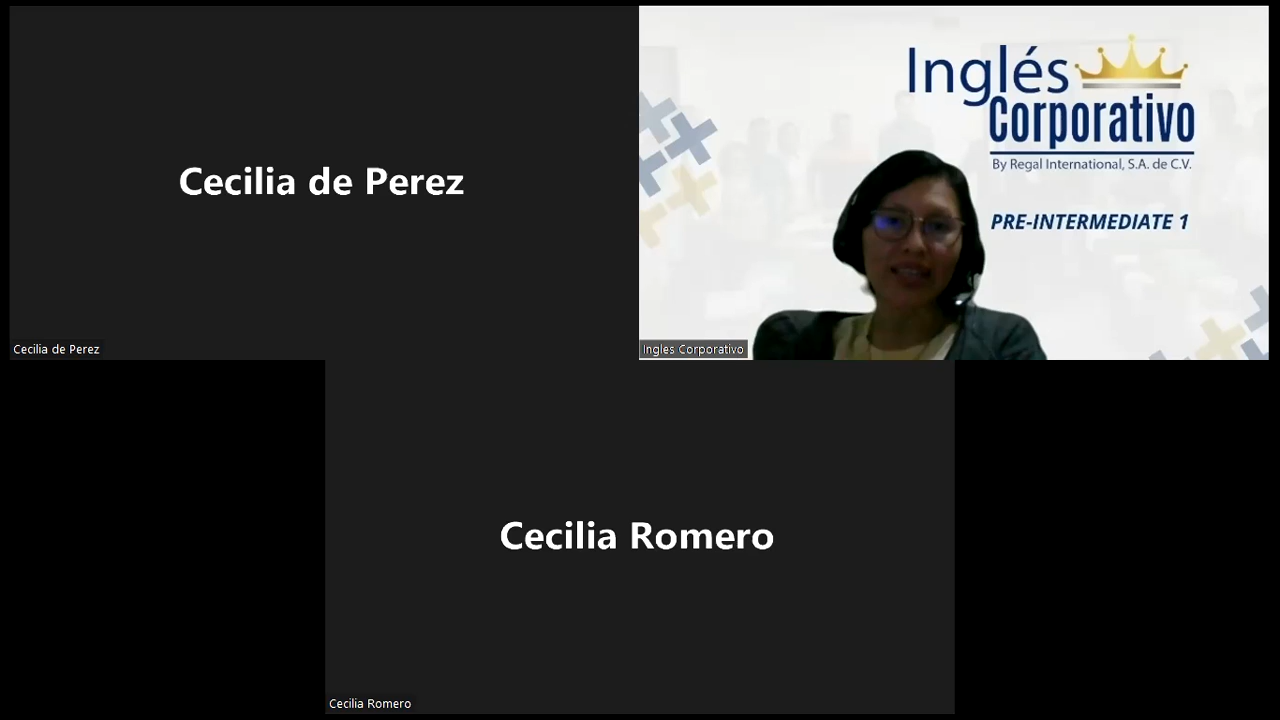 Cecilia de Perez
Cecilia de Perez
Inglés
Corporativo
By Regal International, S.A. de C.V.
PRE-INTERMEDIATE 1
Ingles Corporativo
Cecilia Romero
Cecilia Romero